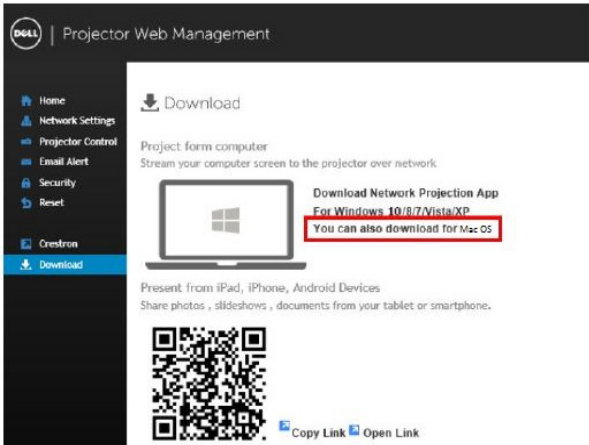 DELL | Projector Web Management
Home
Network Settings
Projector Control
Email Alert
Security
Reset
Crestron
Download
Download
Project form computer
Stream your computer screen to the projector over network
Download Network Projection App
For Windows 10/8/7/Vista/XP
You can also download for Mac OS
Present from iPad, iPhone, Android Devices
Share photos , slideshows , documents from your tablet or smartphone.
Copy Link Open Link